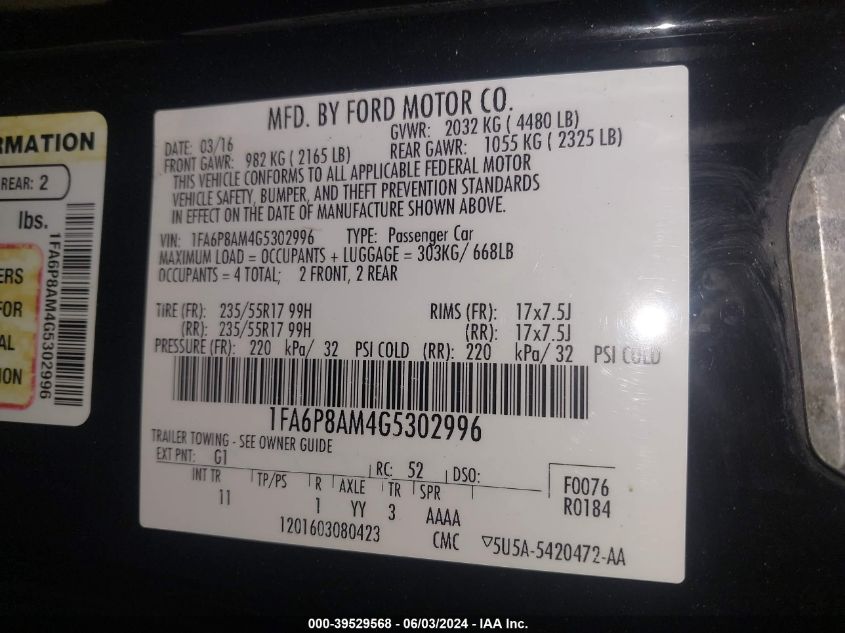 MFD. BY FORD MOTOR CO.
DATE: 03/16 GVWR: 2032 KG ( 4480 LB)
FRONT GAWR: 982 KG ( 2165 LB) REAR GAWR: 1055 KG ( 2325 LB)
THIS VEHICLE CONFORMS TO ALL APPLICABLE FEDERAL MOTOR
VEHICLE SAFETY, BUMPER, AND THEFT PREVENTION STANDARDS
IN EFFECT ON THE DATE OF MANUFACTURE SHOWN ABOVE.
VIN: 1FA6P8AM4G5302996 TYPE: Passenger Car
MAXIMUM LOAD = OCCUPANTS + LUGGAGE = 303KG/ 668LB
OCCUPANTS = 4 TOTAL; 2 FRONT, 2 REAR
TIRE (FR): 235/55R17 99H RIMS (FR): 17x7.5J
(RR): 235/55R17 99H (RR): 17x7.5J
PRESSURE (FR): 220 kPa/ 32 PSI COLD (RR): 220 kPa/ 32 PSI COLD
1FA6P8AM4G5302996
TRAILER TOWING - SEE OWNER GUIDE
EXT PNT: G1 RC: 52 DSO:
INT TR TP/PS R AXLE TR SPR
11 1 YY 3 AAAA
1201603080423 CMC
F0076
R0184
▽5U5A-5420472-AA
RMATION
REAR: 2
lbs.
1FA6P8AM4G5302996
ERS
FOR
AL
ION
000-39529568 - 06/03/2024 - IAA Inc.